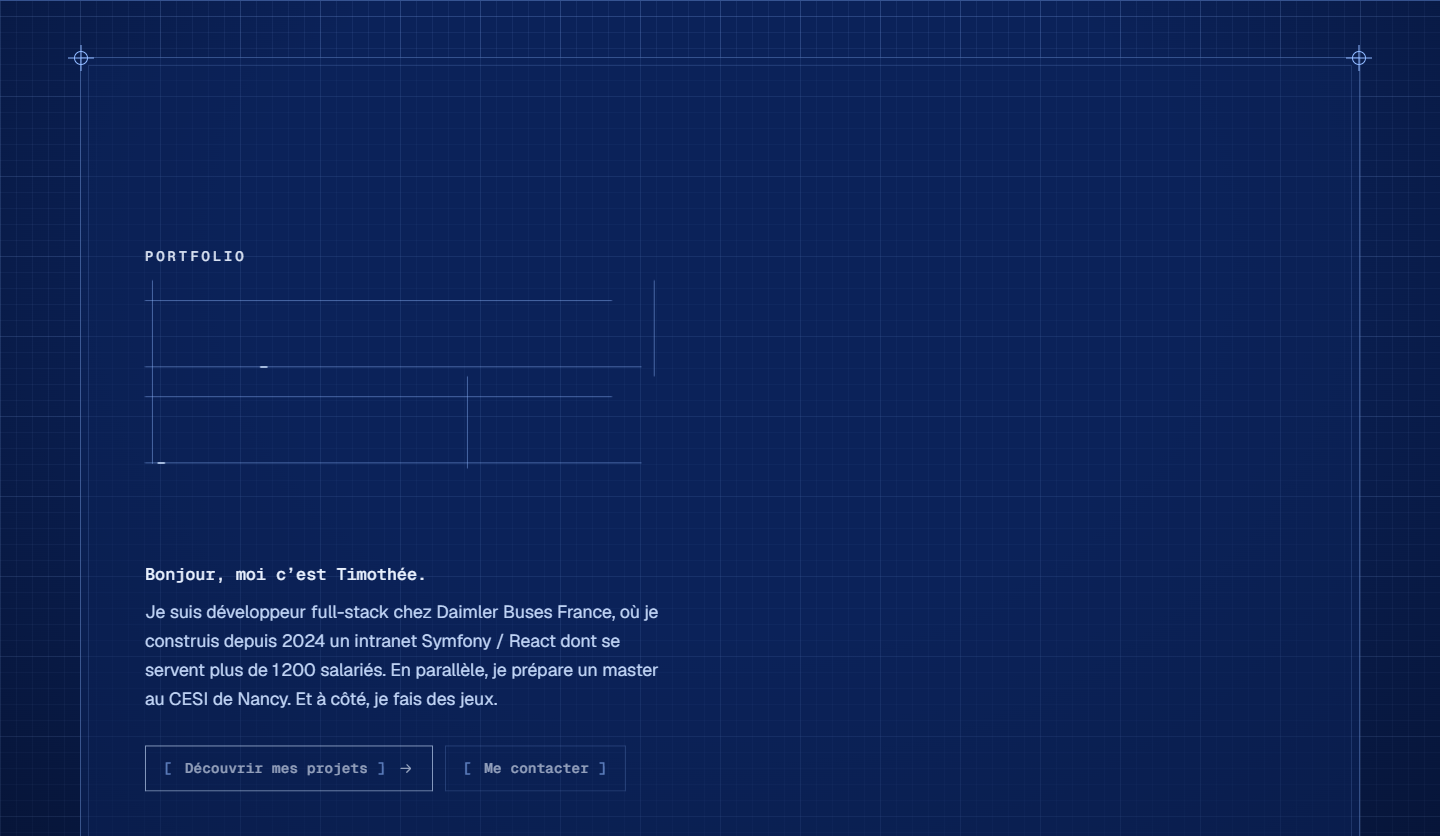 PORTFOLIO
Bonjour, moi c’est Timothée.
Je suis développeur full-stack chez Daimler Buses France, où je
construis depuis 2024 un intranet Symfony / React dont se
servent plus de 1 200 salariés. En parallèle, je prépare un master
au CESI de Nancy. Et à côté, je fais des jeux.
[ Découvrir mes projets ] → [ Me contacter ]